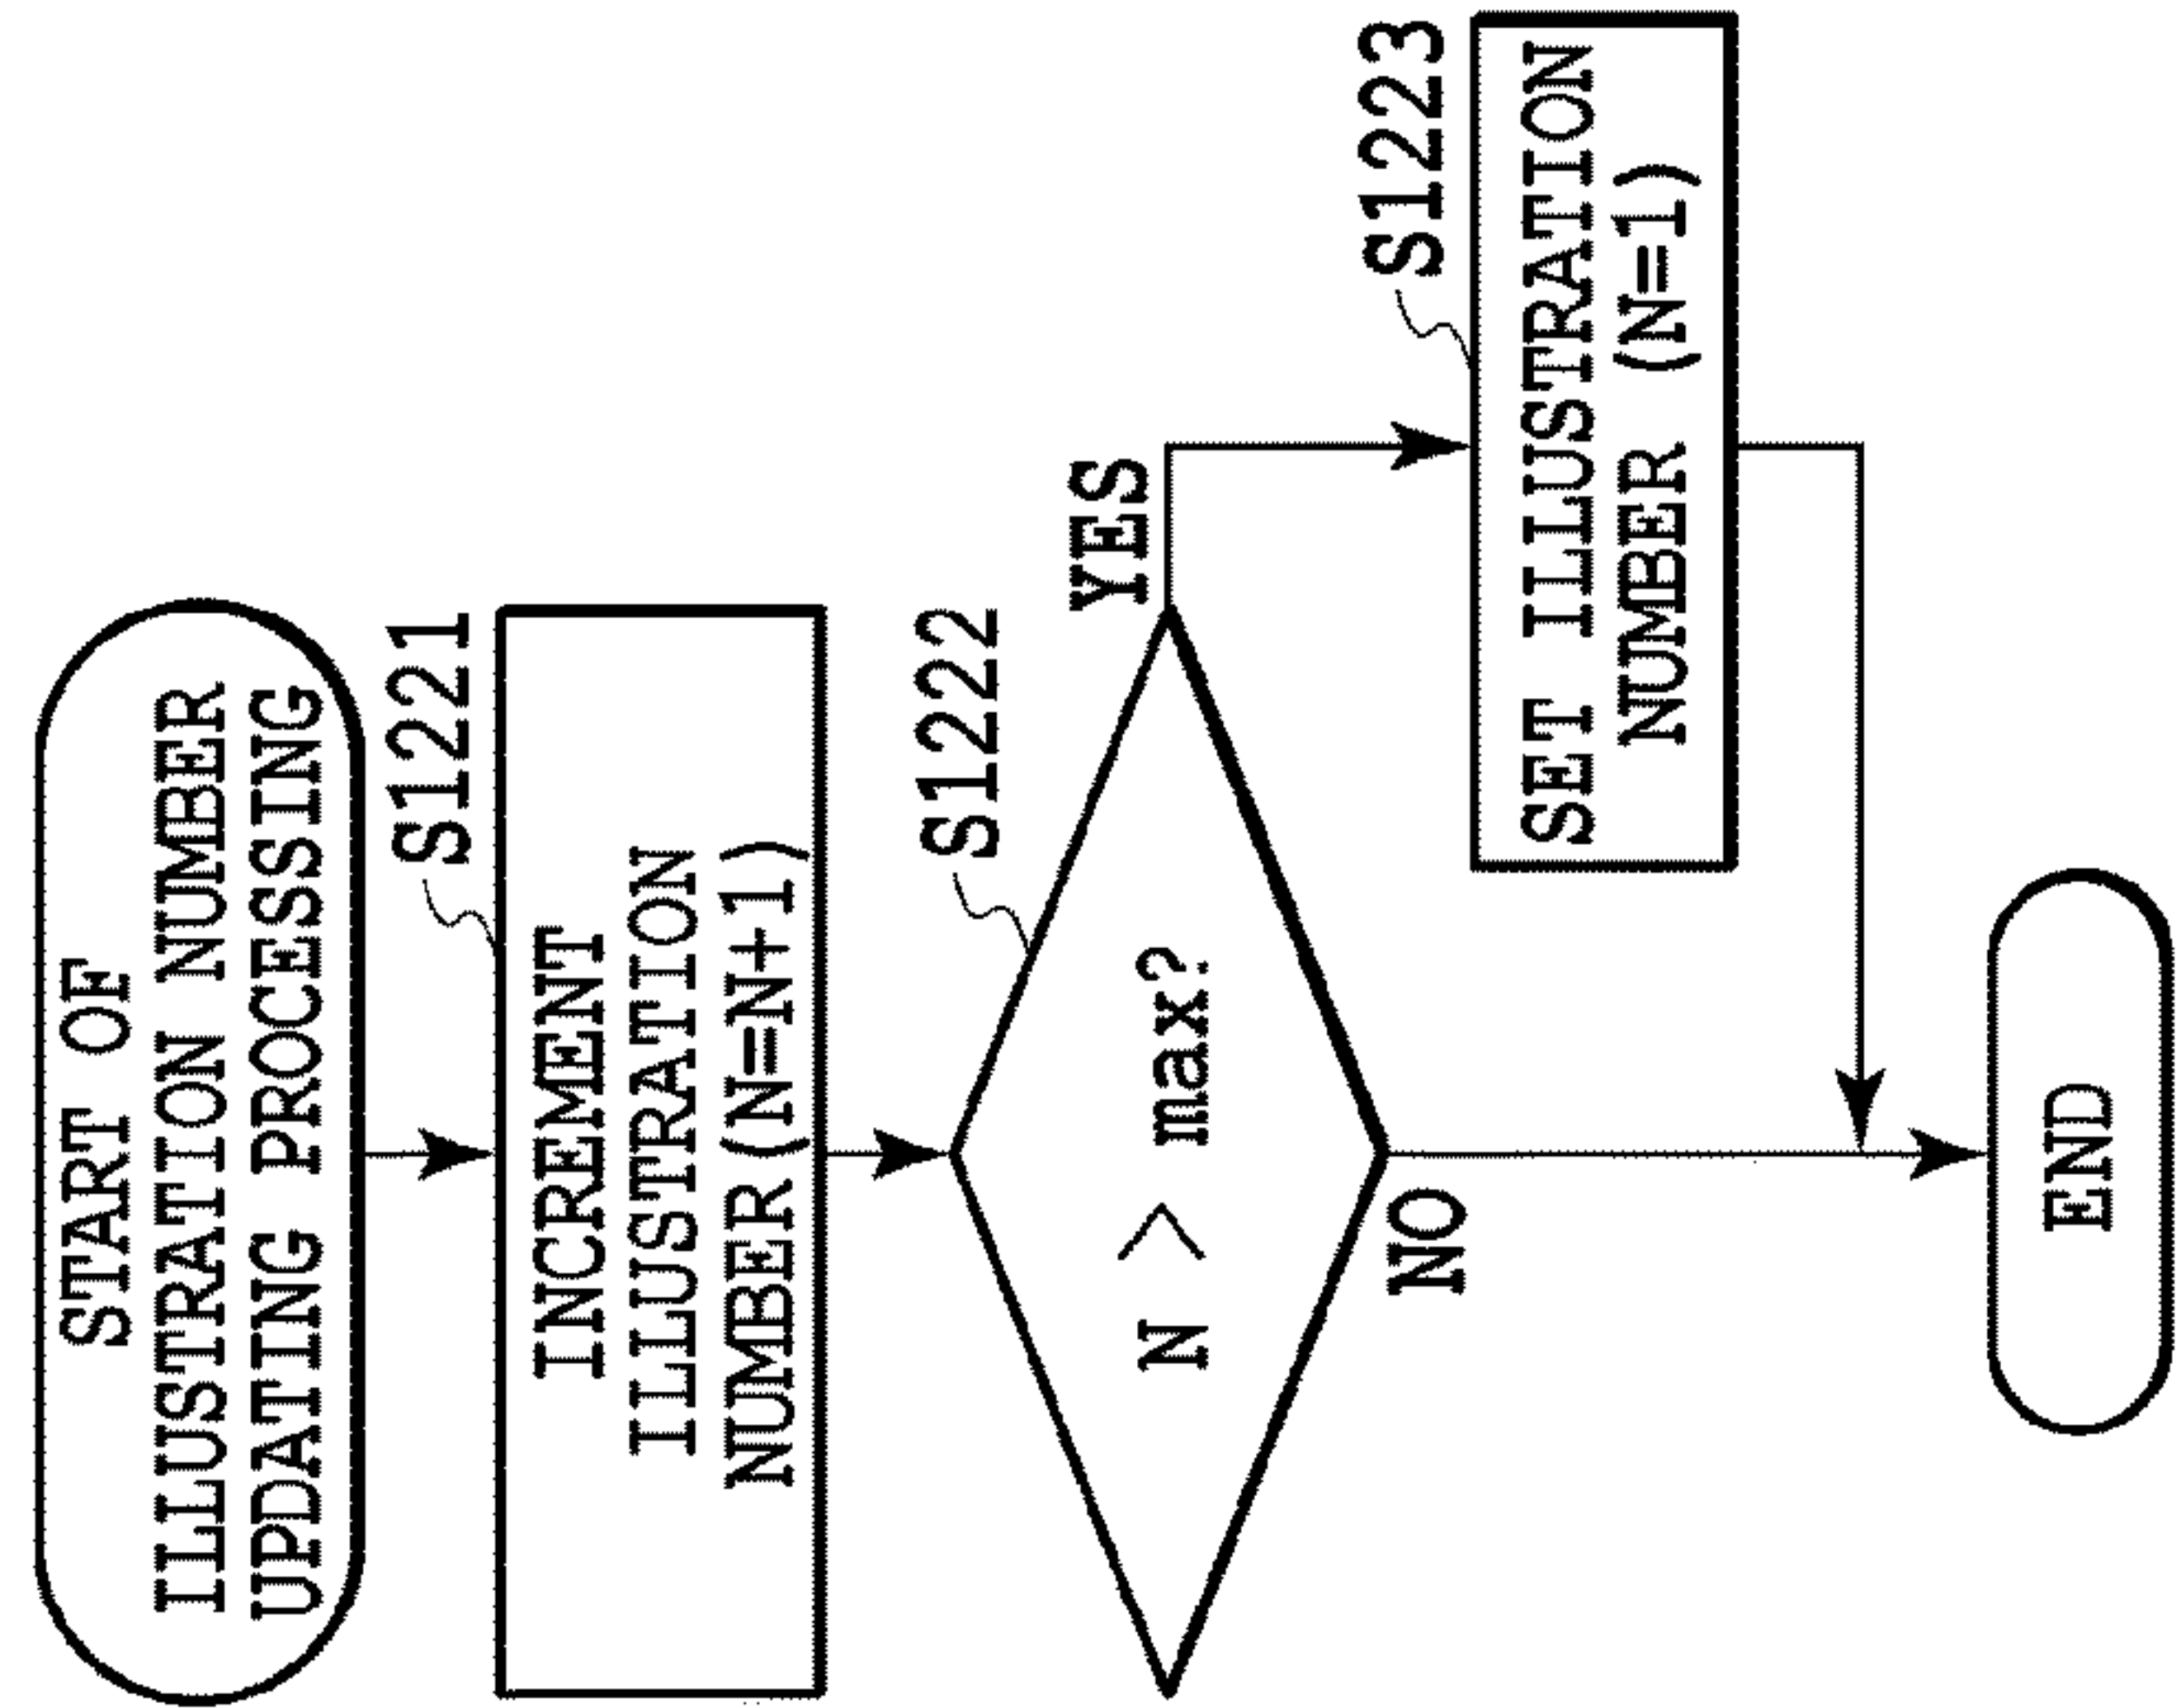 START OF
ILLUSTRATION NUMBER
UPDATING PROCESSING
S1221
INCREMENT
ILLUSTRATION
NUMBER(N=N+1)
S1222
N > max?
YES
NO
S1223
SET ILLUSTRATION
NUMBER (N=1)
END